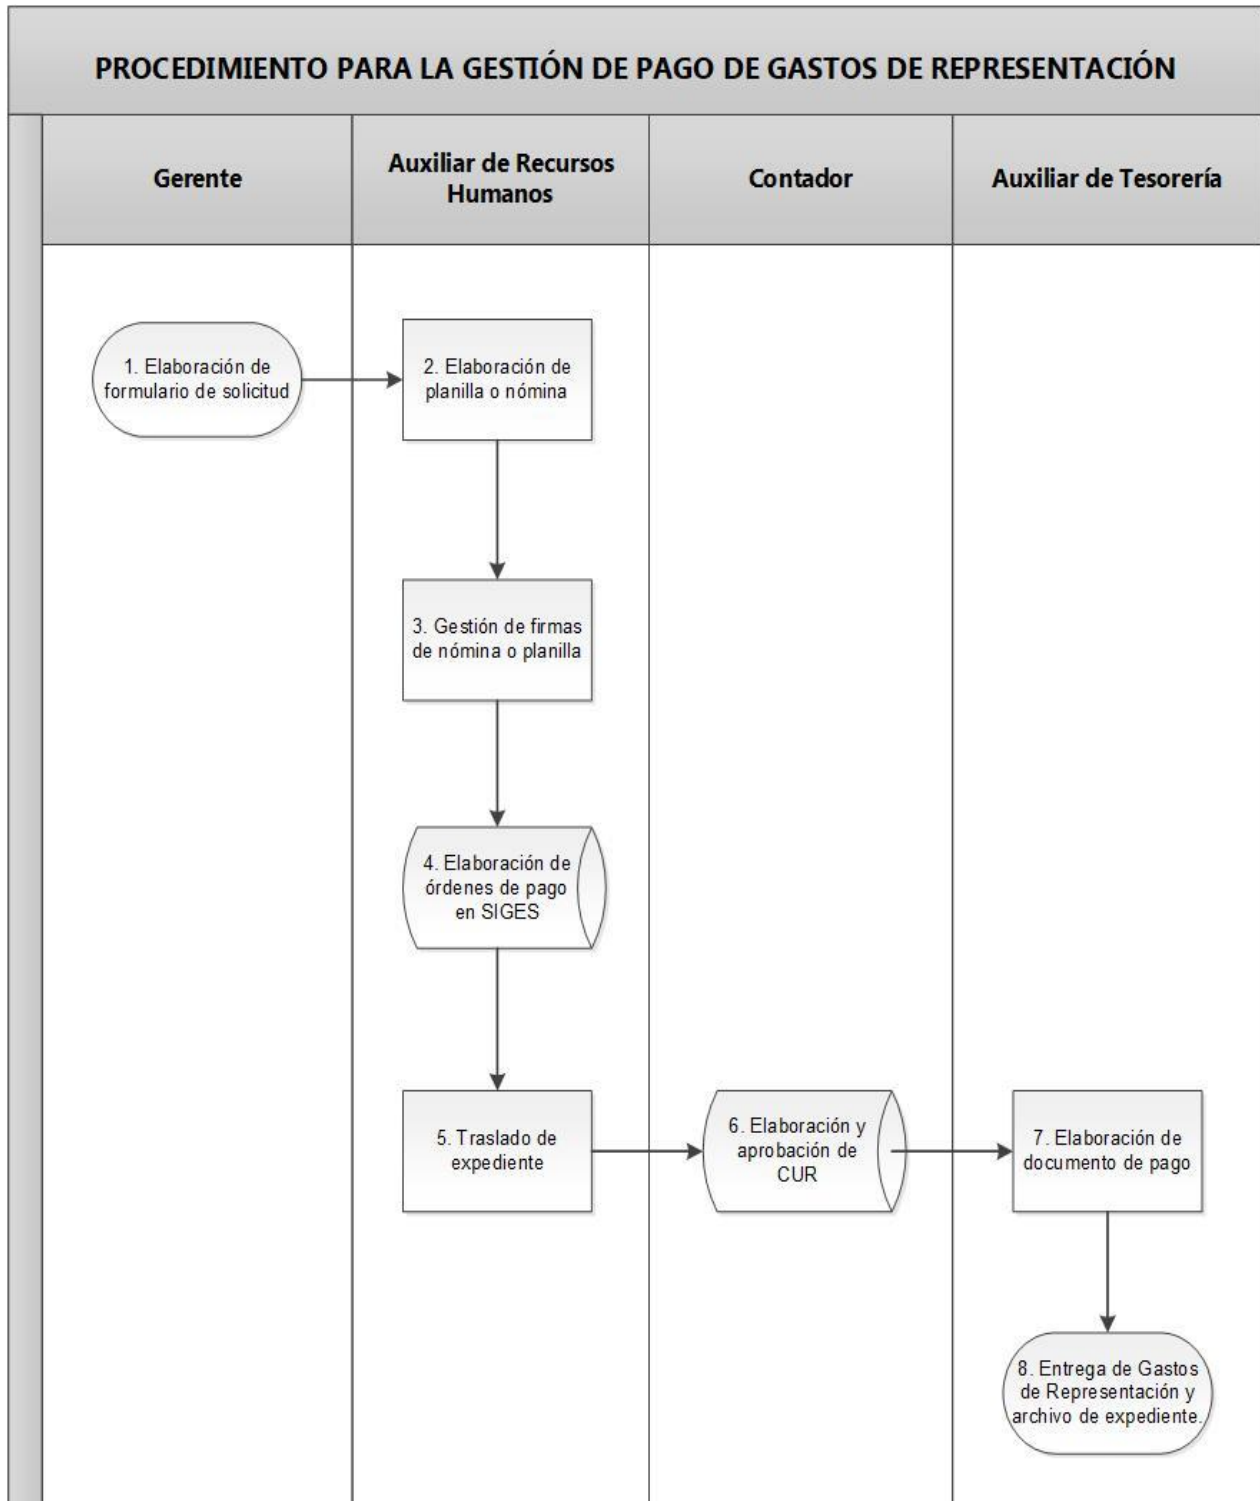 PROCEDIMIENTO PARA LA GESTIÓN DE PAGO DE GASTOS DE REPRESENTACIÓN
Gerente
Auxiliar de Recursos
Humanos
Contador
Auxiliar de Tesorería
1. Elaboración de
formulario de solicitud
2. Elaboración de
planilla o nómina
3. Gestión de firmas
de nómina o planilla
4. Elaboración de
órdenes de pago
en SIGES
5. Traslado de
expediente
6. Elaboración y
aprobación de
CUR
7. Elaboración de
documento de pago
8. Entrega de Gastos
de Representación y
archivo de expediente.